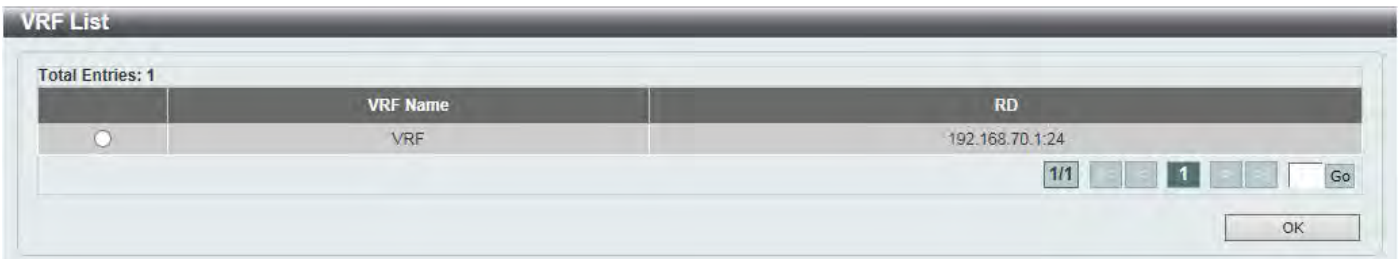 VRF List
Total Entries: 1
VRF Name RD
VRF 192.168.70.1:24
1/1 |< < 1 > >| Go
OK